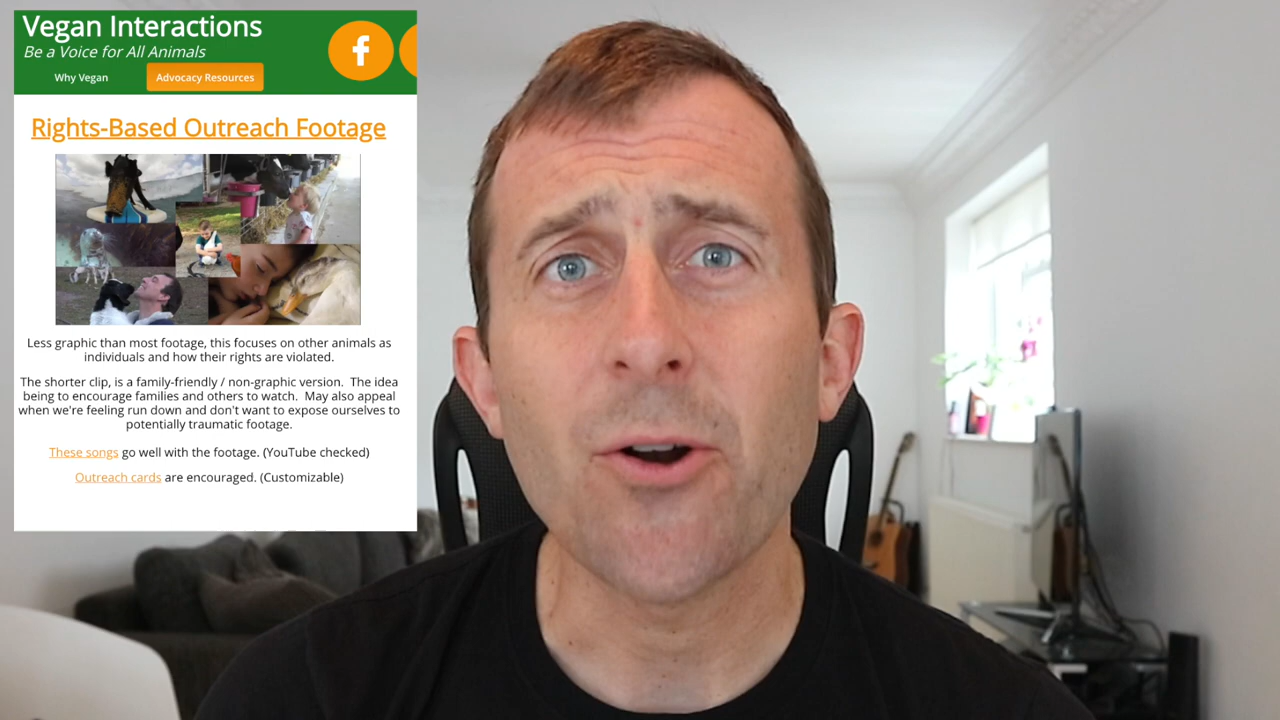 Vegan Interactions
Be a Voice for All Animals
Why Vegan
Advocacy Resources
f
Rights-Based Outreach Footage
Less graphic than most footage, this focuses on other animals as
individuals and how their rights are violated.
The shorter clip, is a family-friendly / non-graphic version.  The idea
being to encourage families and others to watch.  May also appeal
when we're feeling run down and don't want to expose ourselves to
potentially traumatic footage.
These songs go well with the footage. (YouTube checked)
Outreach cards are encouraged. (Customizable)